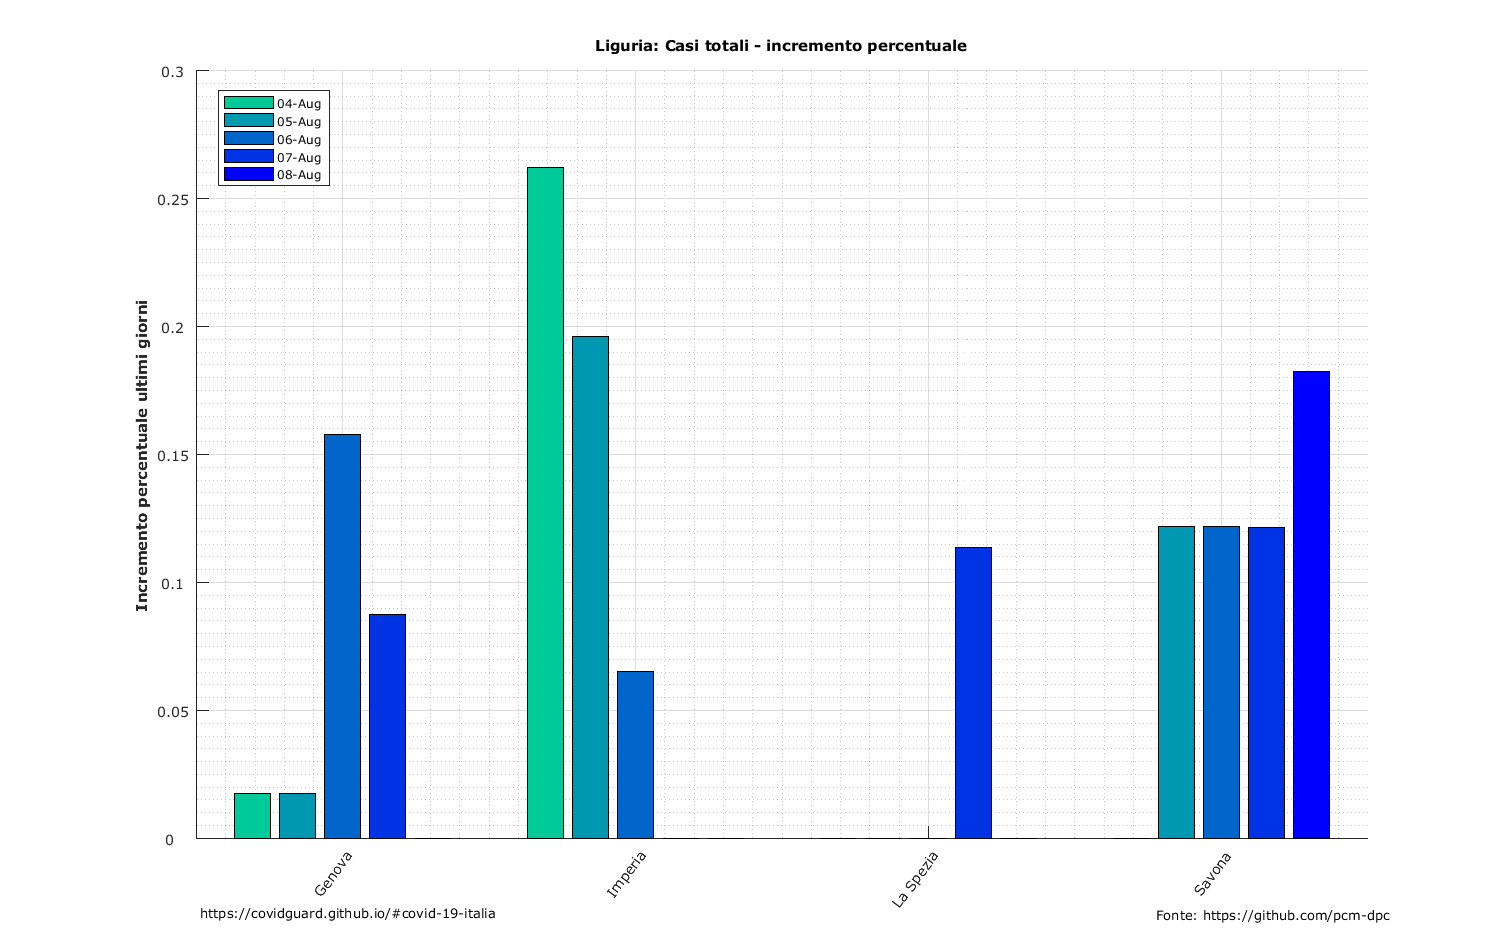 Liguria: Casi totali - incremento percentuale
0.3
0.25
0.2
0.15
0.1
0.05
0
04-Aug
05-Aug
06-Aug
07-Aug
08-Aug
Incremento percentuale ultimi giorni
Genova
Imperia
La Spezia
Savona
https://covidguard.github.io/#covid-19-italia
Fonte: https://github.com/pcm-dpc